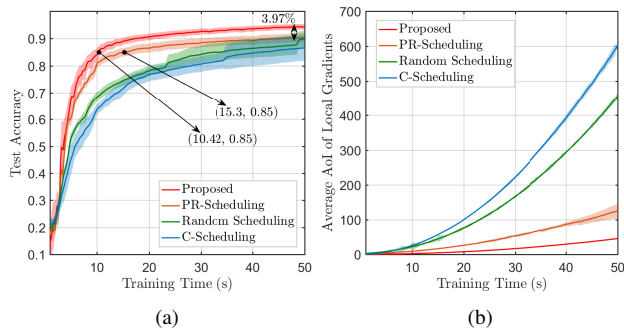 3.97%
0.9
0.8
0.7
0.6
0.5
0.4
0.3
0.2
0.1
Test Accuracy
(15.3, 0.85)
(10.42, 0.85)
Proposed
PR-Scheduling
Random Scheduling
C-Scheduling
10 20 30 40 50
Training Time (s)
(a)
700
600
500
400
300
200
100
0
Average AoI of Local Gradients
Proposed
PR-Scheduling
Random Scheduling
C-Scheduling
10 20 30 40 50
Training Time (s)
(b)